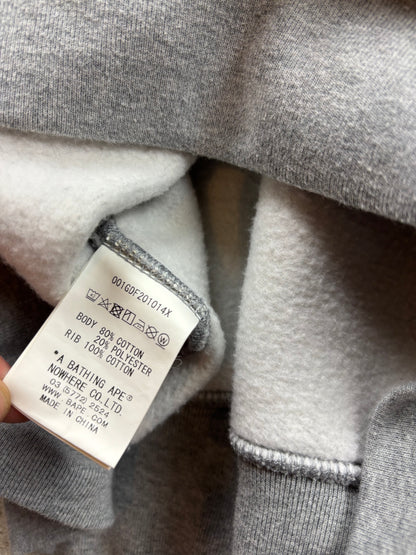 001GDF201014X
BODY 80% COTTON
20% POLYESTER
RIB 100% COTTON
*A BATHING APE®
NOWHERE CO.LTD.
03 (5772) 2524
WWW.BAPE.COM
MADE IN CHINA